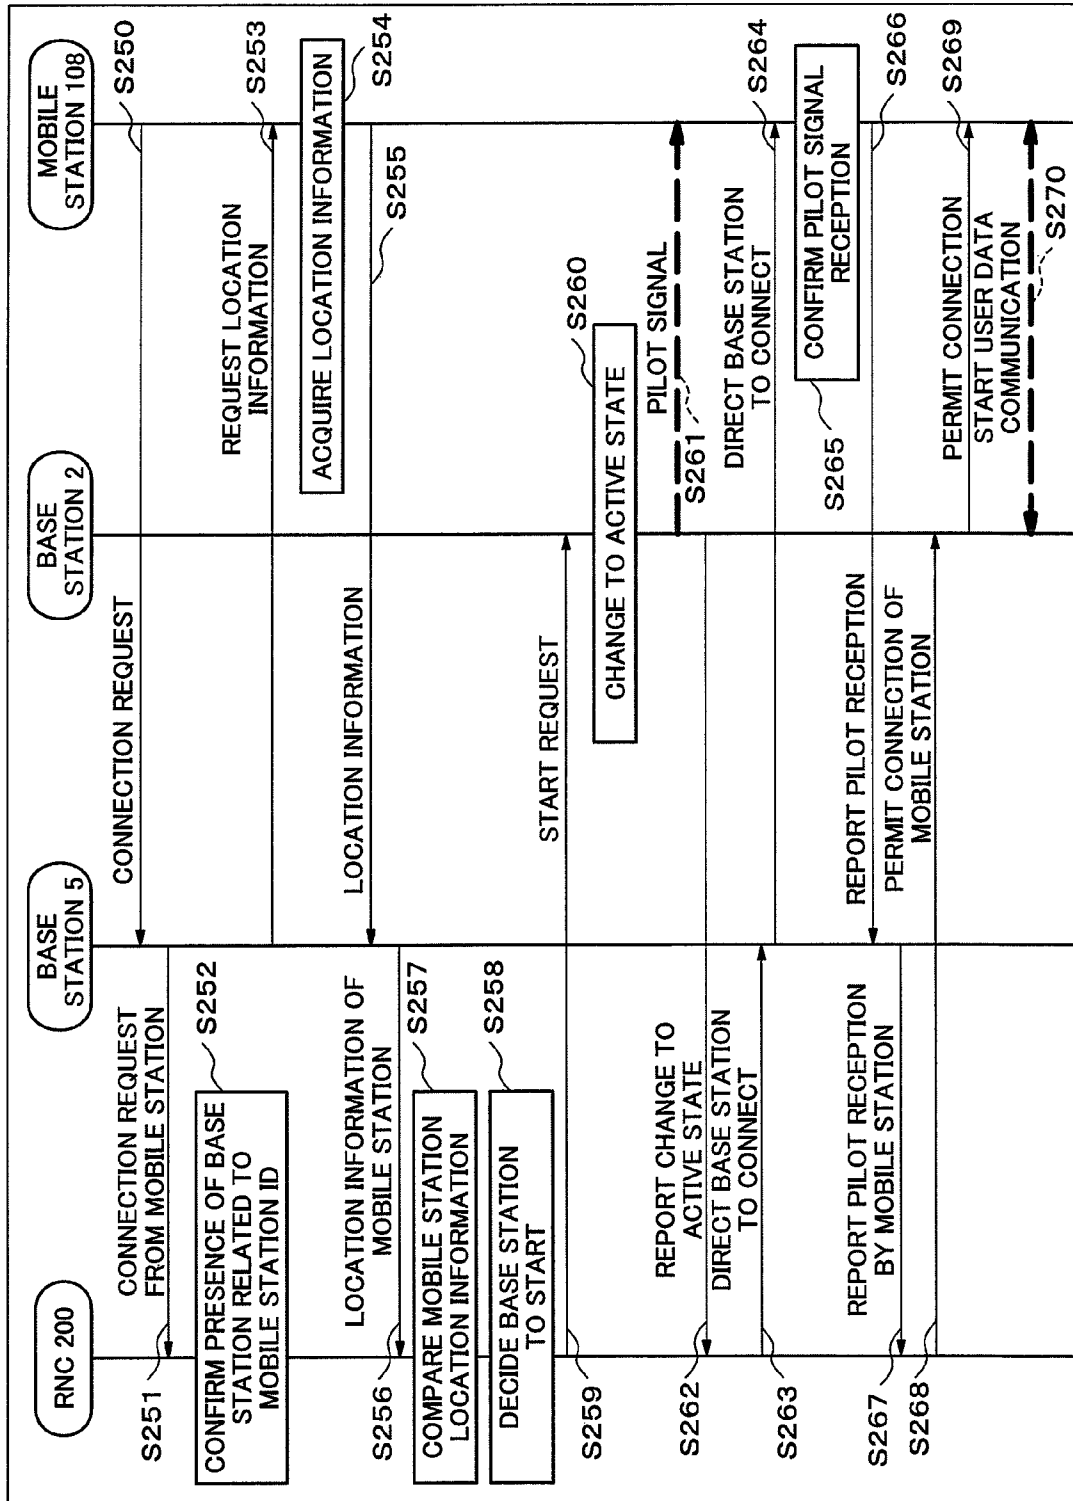 RNC 200
BASE
STATION 5
BASE
STATION 2
MOBILE
STATION 108
CONNECTION REQUEST
S250
CONNECTION REQUEST
FROM MOBILE STATION
S251
CONFIRM PRESENCE OF BASE
STATION RELATED TO
MOBILE STATION ID
S252
REQUEST LOCATION
INFORMATION
S253
ACQUIRE LOCATION INFORMATION
S254
LOCATION INFORMATION
S255
LOCATION INFORMATION OF
MOBILE STATION
S256
COMPARE MOBILE STATION
LOCATION INFORMATION
S257
DECIDE BASE STATION
TO START
S258
START REQUEST
S259
CHANGE TO ACTIVE STATE
S260
PILOT SIGNAL
S261
REPORT CHANGE TO
ACTIVE STATE
S262
DIRECT BASE STATION
TO CONNECT
S263
DIRECT BASE STATION
TO CONNECT
S264
CONFIRM PILOT SIGNAL
RECEPTION
S265
REPORT PILOT RECEPTION
S266
REPORT PILOT RECEPTION
BY MOBILE STATION
S267
PERMIT CONNECTION OF
MOBILE STATION
S268
PERMIT CONNECTION
S269
START USER DATA
COMMUNICATION
S270